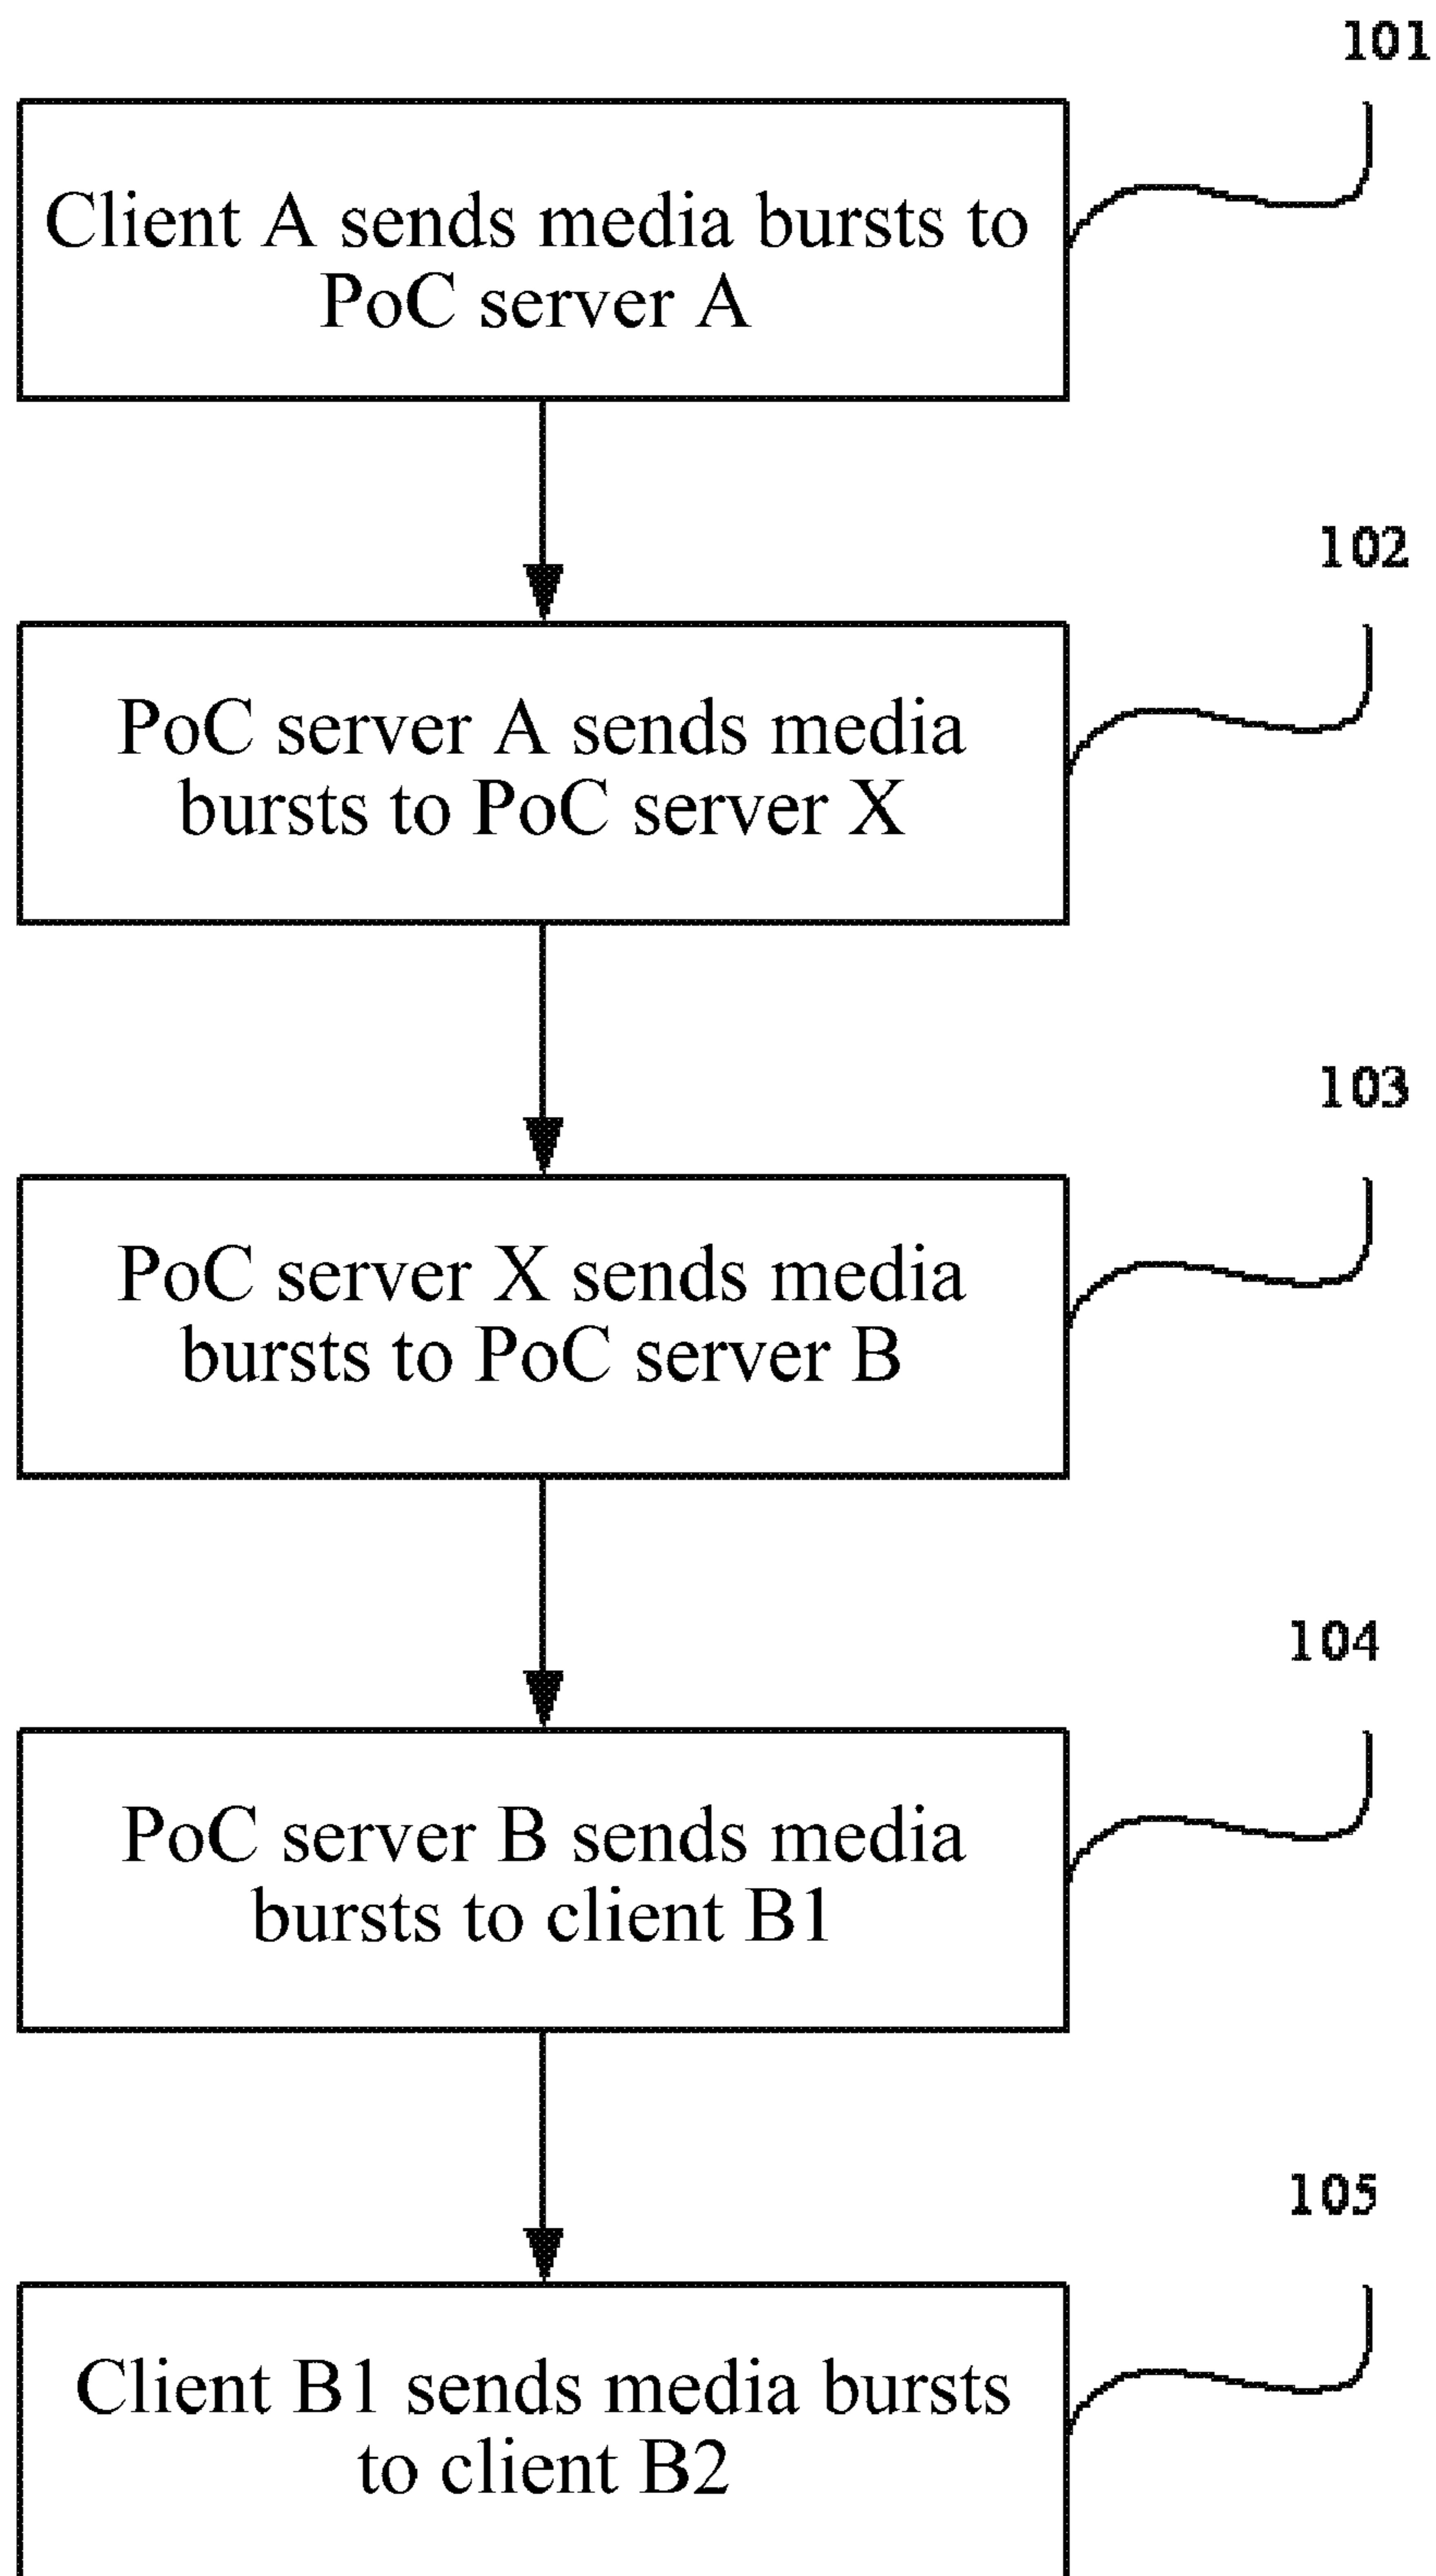 101
Client A sends media bursts to
PoC server A
102
PoC server A sends media
bursts to PoC server X
103
PoC server X sends media
bursts to PoC server B
104
PoC server B sends media
bursts to client B1
105
Client B1 sends media bursts
to client B2